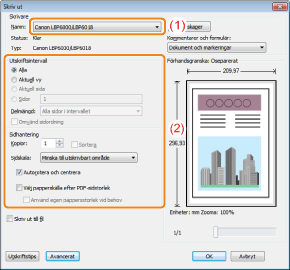 Skriv ut
Skrivare
Namn: Canon LBP6000/LBP6018 (1) skaper
Status: Klar
Kommentarer och formulär:
Typ: Canon LBP6000/LBP6018
Dokument och markeringar
Utskriftsintervall
Förhandsgranska: Oseparerat
Alla
209,97
Aktuell vy
Aktuell sida
Sidor 1
Delmängd: Alla sidor i intervallet
Omvänd sidordning
(2)
296,93
Sidhantering
Kopior: 1 Sortera
Sidskala: Minska till utskrivbart område
Autorotera och centrera
Välj papperskälla efter PDF-sidstorlek
Använd egen pappersstorlek vid behov
Enheter: mm Zooma: 100%
Skriv ut till fil
1/1
Utskriftstips Avancerat OK Avbryt